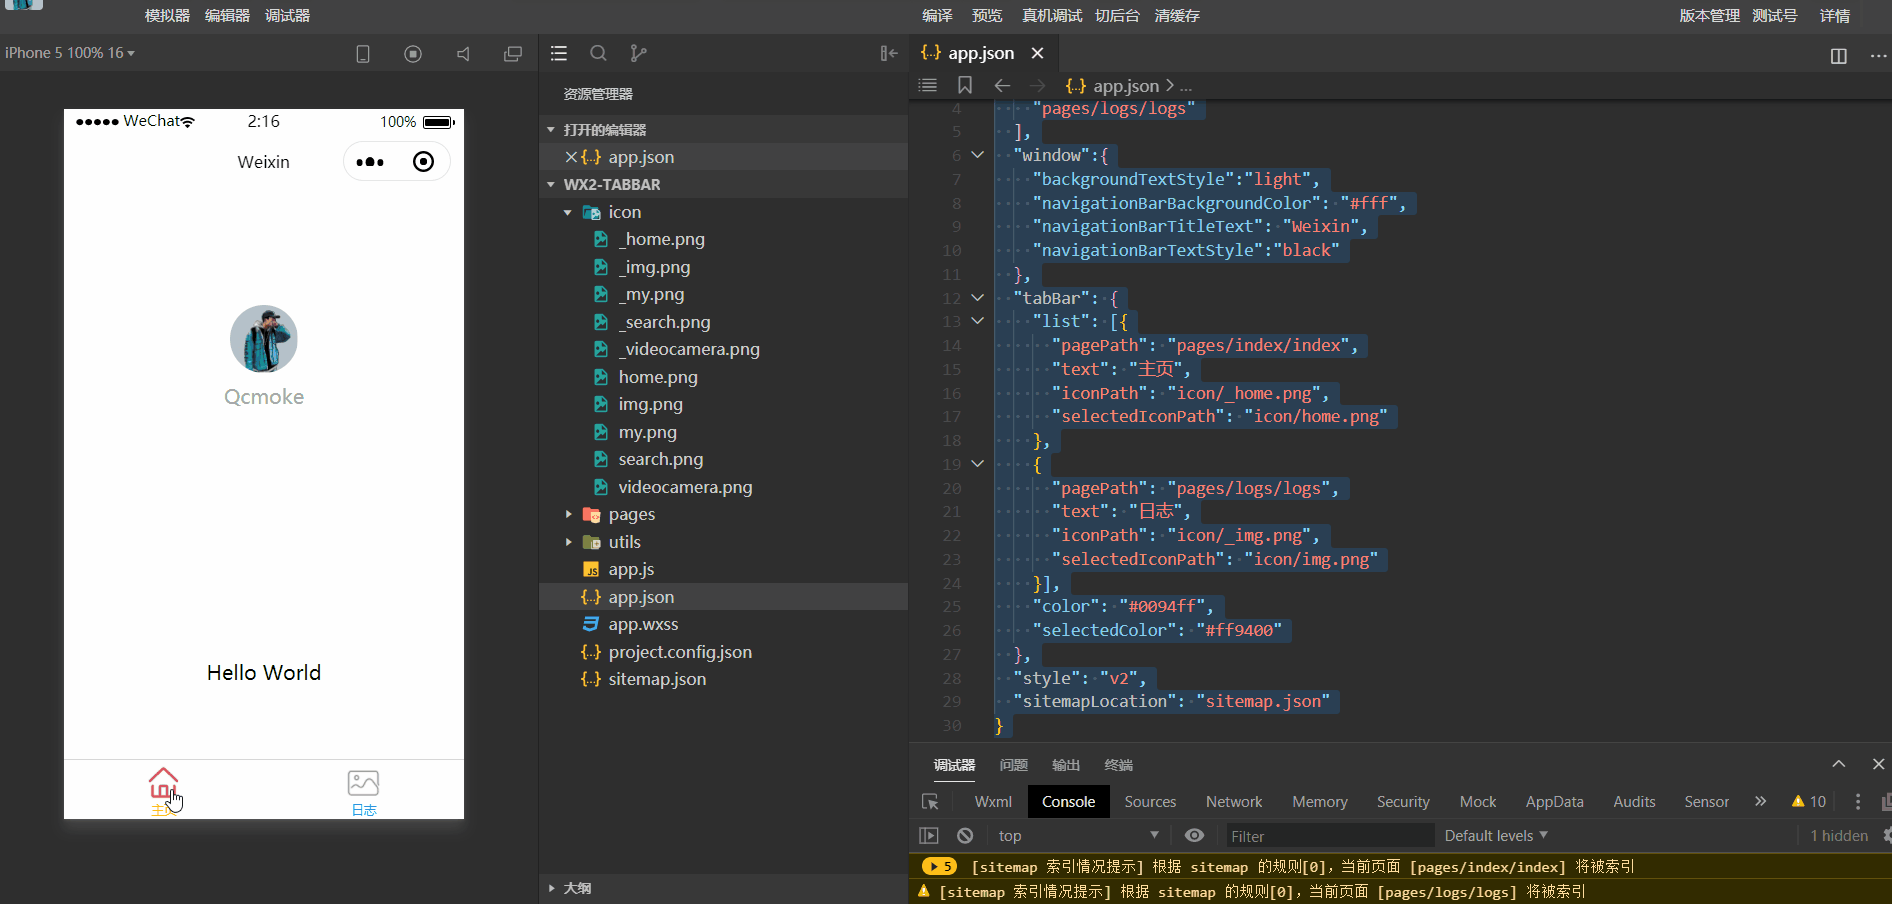 模拟器 编辑器 调试器 编译 预览 真机调试 切后台 清缓存 版本管理 测试号 详情
iPhone 5 100% 16
WeChat 2:16 100%
Weixin
Qcmoke
Hello World
主页 日志
资源管理器
打开的编辑器
app.json
WX2-TABBAR
icon
_home.png
_img.png
_my.png
_search.png
_videocamera.png
home.png
img.png
my.png
search.png
videocamera.png
pages
utils
app.js
app.json
app.wxss
project.config.json
sitemap.json
大纲
{..} app.json
{..} app.json > ...
4 "pages/logs/logs"
5 ],
6 "window":{
7 "backgroundTextStyle":"light",
8 "navigationBarBackgroundColor": "#fff",
9 "navigationBarTitleText": "Weixin",
10 "navigationBarTextStyle":"black"
11 },
12 "tabBar": {
13 "list": [{
14 "pagePath": "pages/index/index",
15 "text": "主页",
16 "iconPath": "icon/_home.png",
17 "selectedIconPath": "icon/home.png"
18 },
19 {
20 "pagePath": "pages/logs/logs",
21 "text": "日志",
22 "iconPath": "icon/_img.png",
23 "selectedIconPath": "icon/img.png"
24 }],
25 "color": "#0094ff",
26 "selectedColor": "#ff9400"
27 },
28 "style": "v2",
29 "sitemapLocation": "sitemap.json"
30 }
调试器 问题 输出 终端
Wxml Console Sources Network Memory Security Mock AppData Audits Sensor 10
top Filter Default levels 1 hidden
5 [sitemap 索引情况提示] 根据 sitemap 的规则[0]，当前页面 [pages/index/index] 将被索引
[sitemap 索引情况提示] 根据 sitemap 的规则[0]，当前页面 [pages/logs/logs] 将被索引